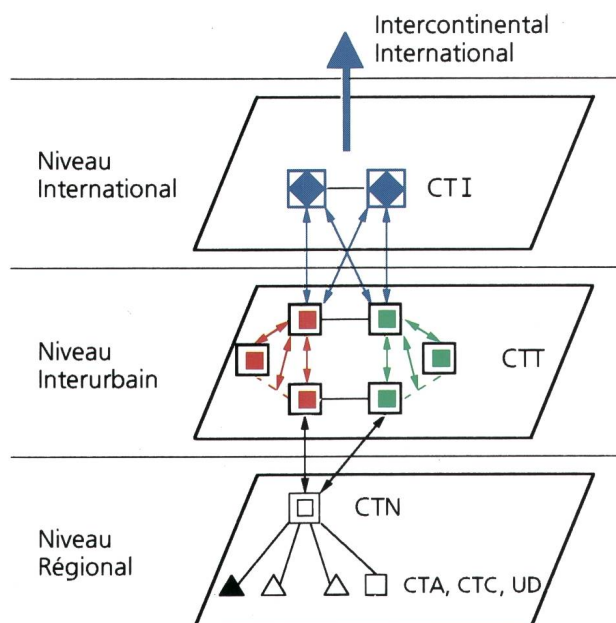 Intercontinental
International
Niveau
International
CTI
Niveau
Interurbain
CTT
CTN
Niveau
Régional
CTA, CTC, UD